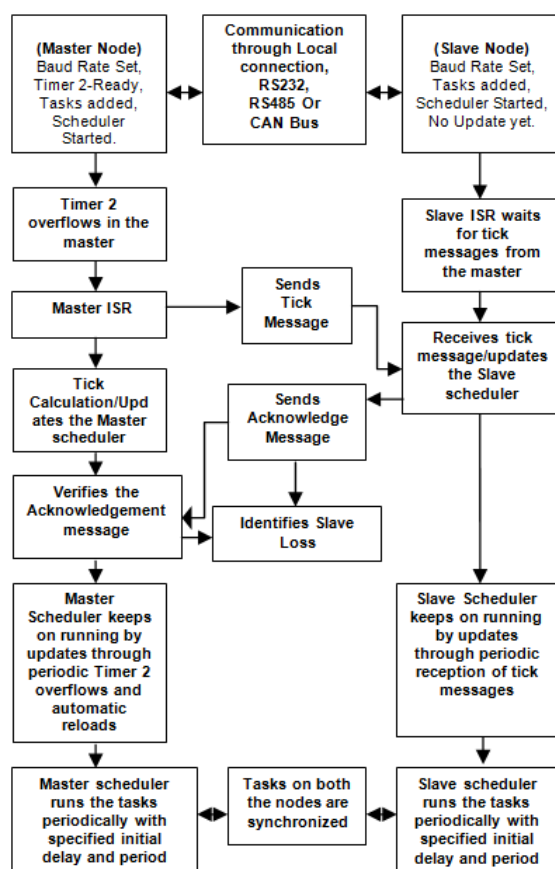 (Master Node)
Baud Rate Set,
Timer 2-Ready,
Tasks added,
Scheduler
Started.
Communication
through Local
connection,
RS232,
RS485 Or
CAN Bus
(Slave Node)
Baud Rate Set,
Tasks added,
Scheduler Started,
No Update yet.
Timer 2
overflows in the
master
Slave ISR waits
for tick
messages from
the master
Master ISR
Sends
Tick
Message
Receives tick
message/updates
the Slave
scheduler
Tick
Calculation/Upd
ates the Master
scheduler
Sends
Acknowledge
Message
Verifies the
Acknowledgement
message
Identifies Slave
Loss
Master
Scheduler keeps
on running by
updates through
periodic Timer 2
overflows and
automatic
reloads
Slave Scheduler
keeps on running
by updates
through periodic
reception of tick
messages
Master scheduler
runs the tasks
periodically with
specified initial
delay and period
Tasks on both
the nodes are
synchronized
Slave scheduler
runs the tasks
periodically with
specified initial
delay and period